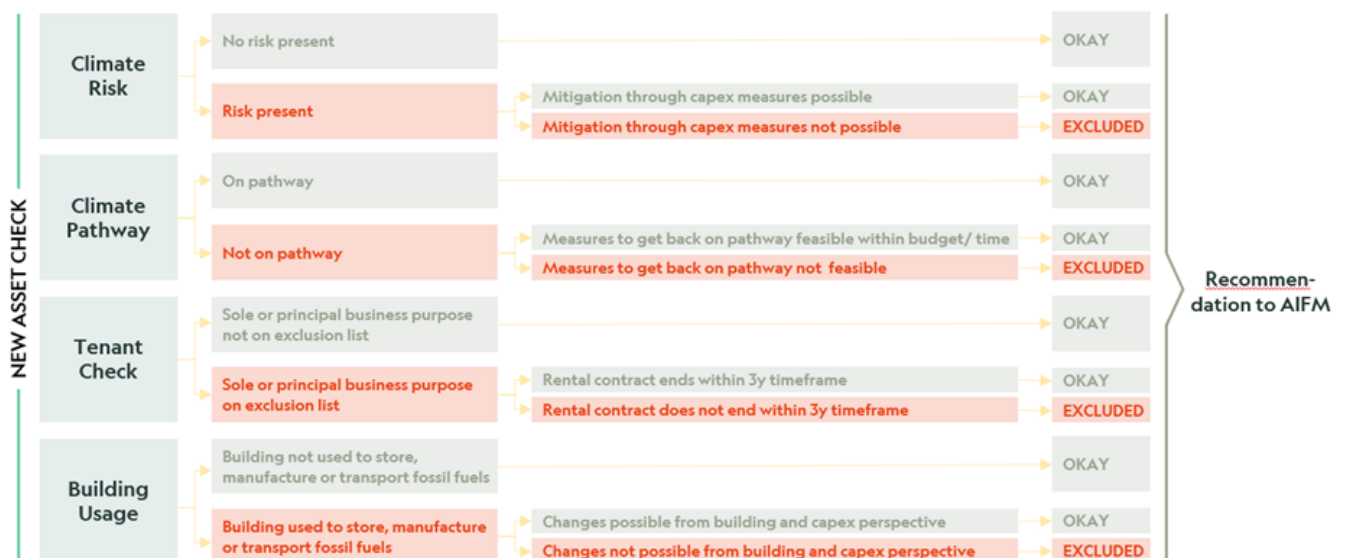 NEW ASSET CHECK
Climate
Risk
No risk present
OKAY
Risk present
Mitigation through capex measures possible
OKAY
Mitigation through capex measures not possible
EXCLUDED
Climate
Pathway
On pathway
OKAY
Not on pathway
Measures to get back on pathway feasible within budget/ time
OKAY
Measures to get back on pathway not  feasible
EXCLUDED
Tenant
Check
Sole or principal business purpose
not on exclusion list
OKAY
Sole or principal business purpose
on exclusion list
Rental contract ends within 3y timeframe
OKAY
Rental contract does not end within 3y timeframe
EXCLUDED
Building
Usage
Building not used to store,
manufacture or transport fossil fuels
OKAY
Building used to store, manufacture
or transport fossil fuels
Changes possible from building and capex perspective
OKAY
Changes not possible from building and capex perspective
EXCLUDED
Recommen-
dation to AIFM